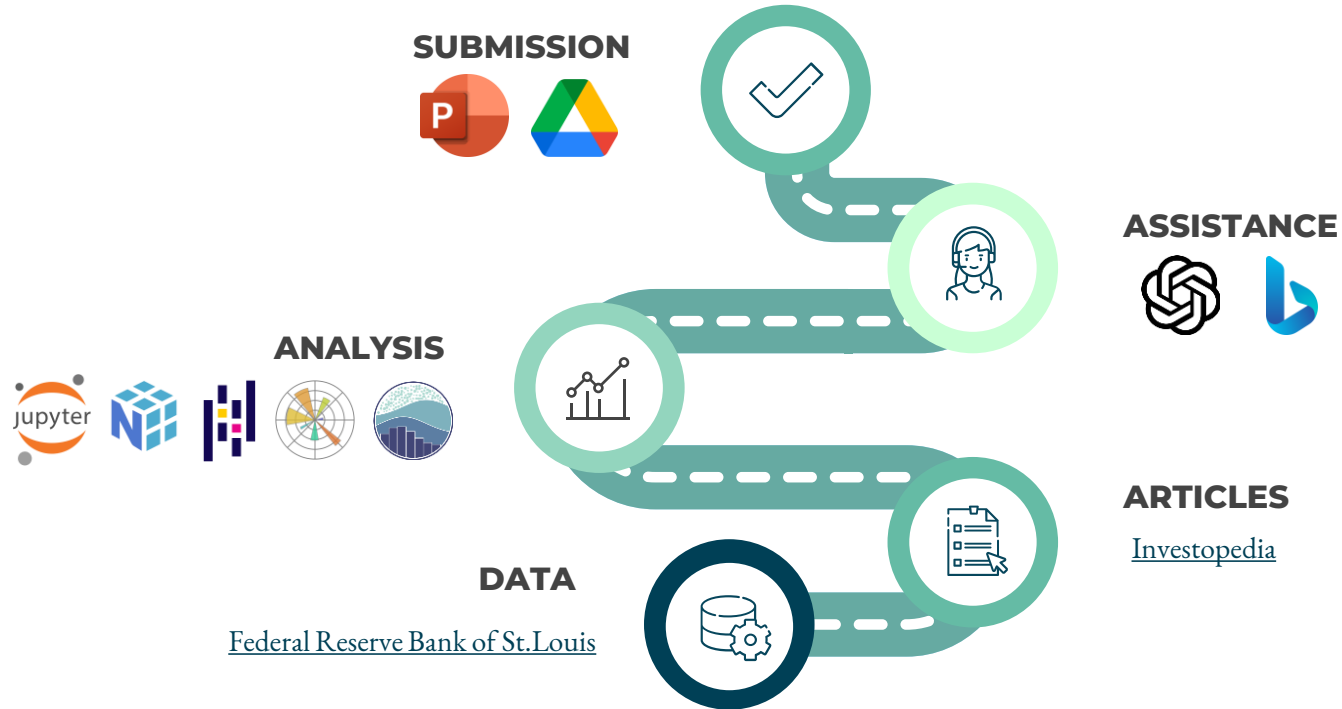 SUBMISSION
P
ASSISTANCE
ANALYSIS
jupyter
N
ARTICLES
Investopedia
DATA
Federal Reserve Bank of St.Louis